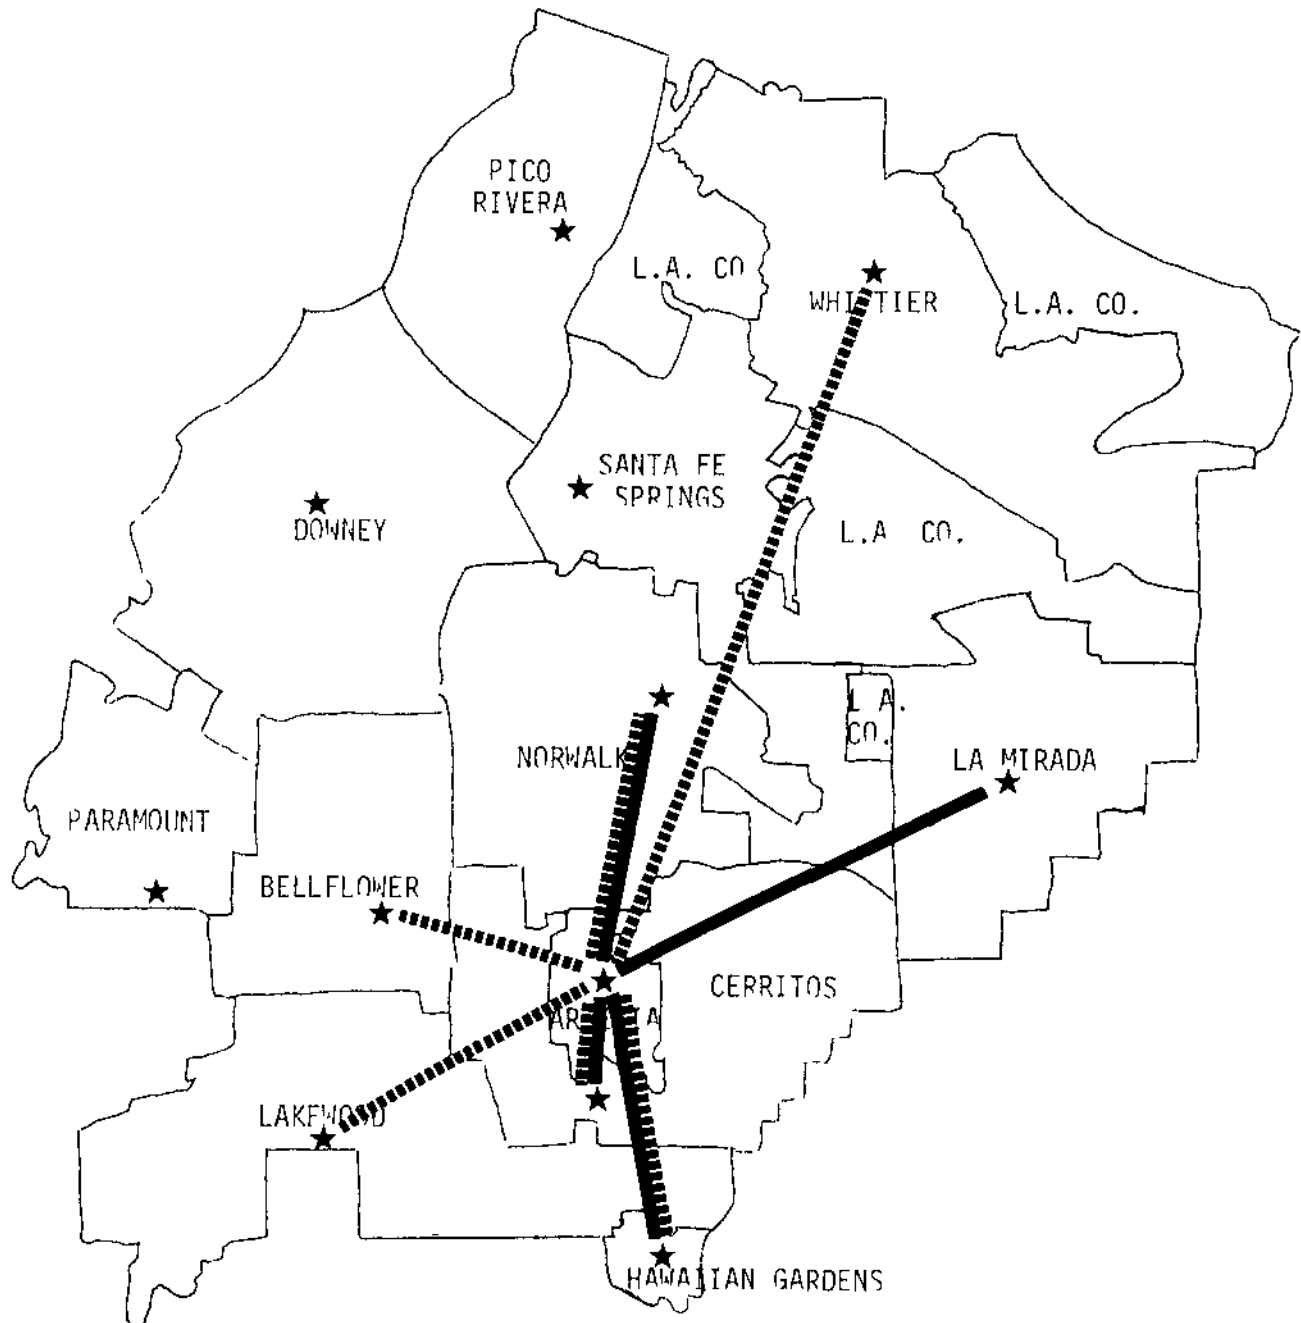 PICO
RIVERA
L.A. CO
WHITTIER
L.A. CO.
SANTA FE
SPRINGS
DOWNEY
L.A CO.
L A.
CO.
NORWALK
LA MIRADA
PARAMOUNT
BELLFLOWER
CERRITOS
LAKEWOOD
HAWAIIAN GARDENS